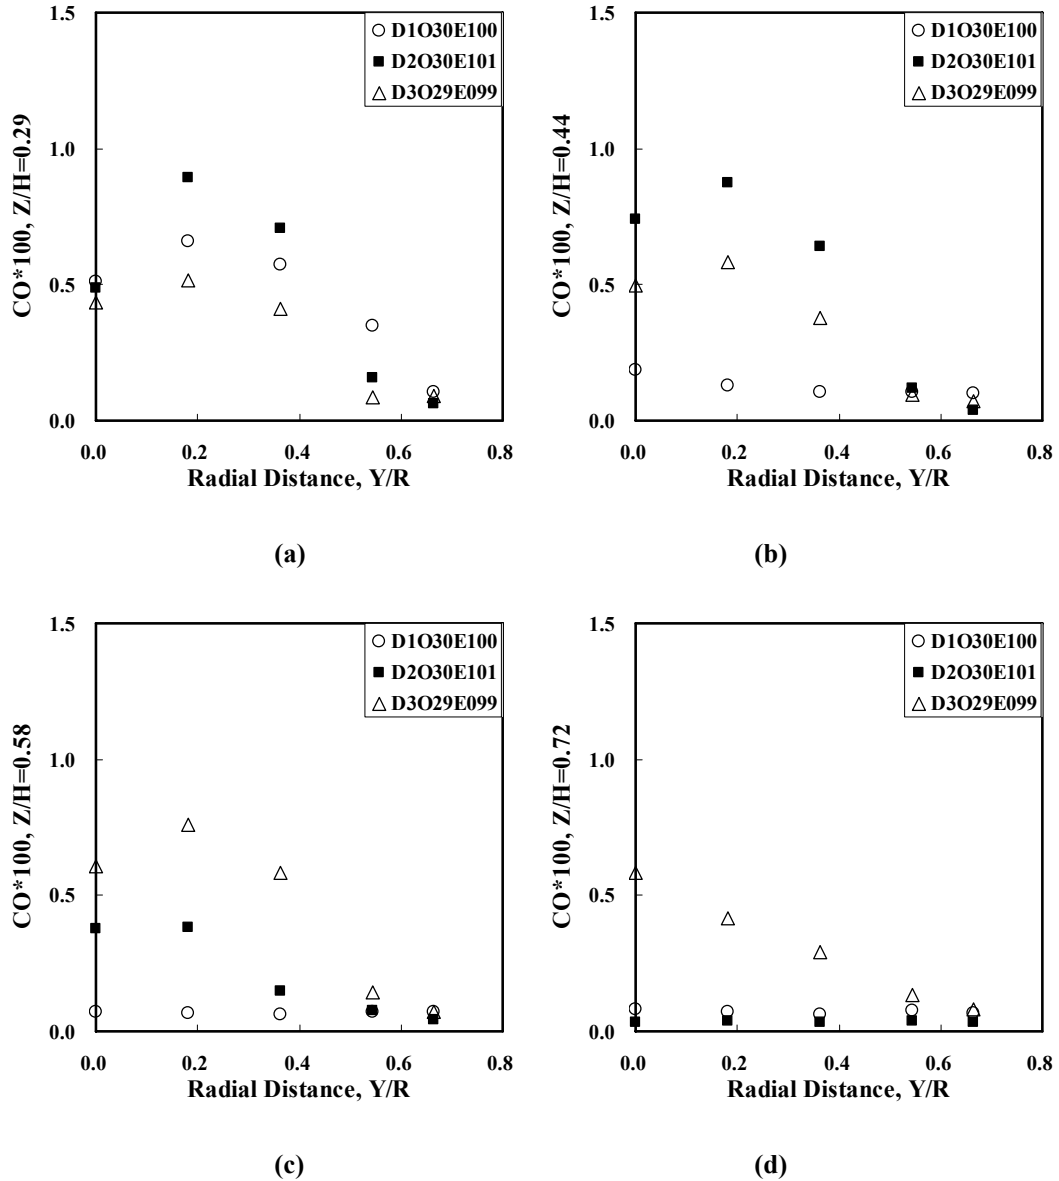 1.5
D1O30E100
D2O30E101
D3O29E099
1.0
0.5
0.0
CO*100, Z/H=0.29
0.0 0.2 0.4 0.6 0.8
Radial Distance, Y/R
(a)
1.5
D1O30E100
D2O30E101
D3O29E099
1.0
0.5
0.0
CO*100, Z/H=0.44
0.0 0.2 0.4 0.6 0.8
Radial Distance, Y/R
(b)
1.5
D1O30E100
D2O30E101
D3O29E099
1.0
0.5
0.0
CO*100, Z/H=0.58
0.0 0.2 0.4 0.6 0.8
Radial Distance, Y/R
(c)
1.5
D1O30E100
D2O30E101
D3O29E099
1.0
0.5
0.0
CO*100, Z/H=0.72
0.0 0.2 0.4 0.6 0.8
Radial Distance, Y/R
(d)